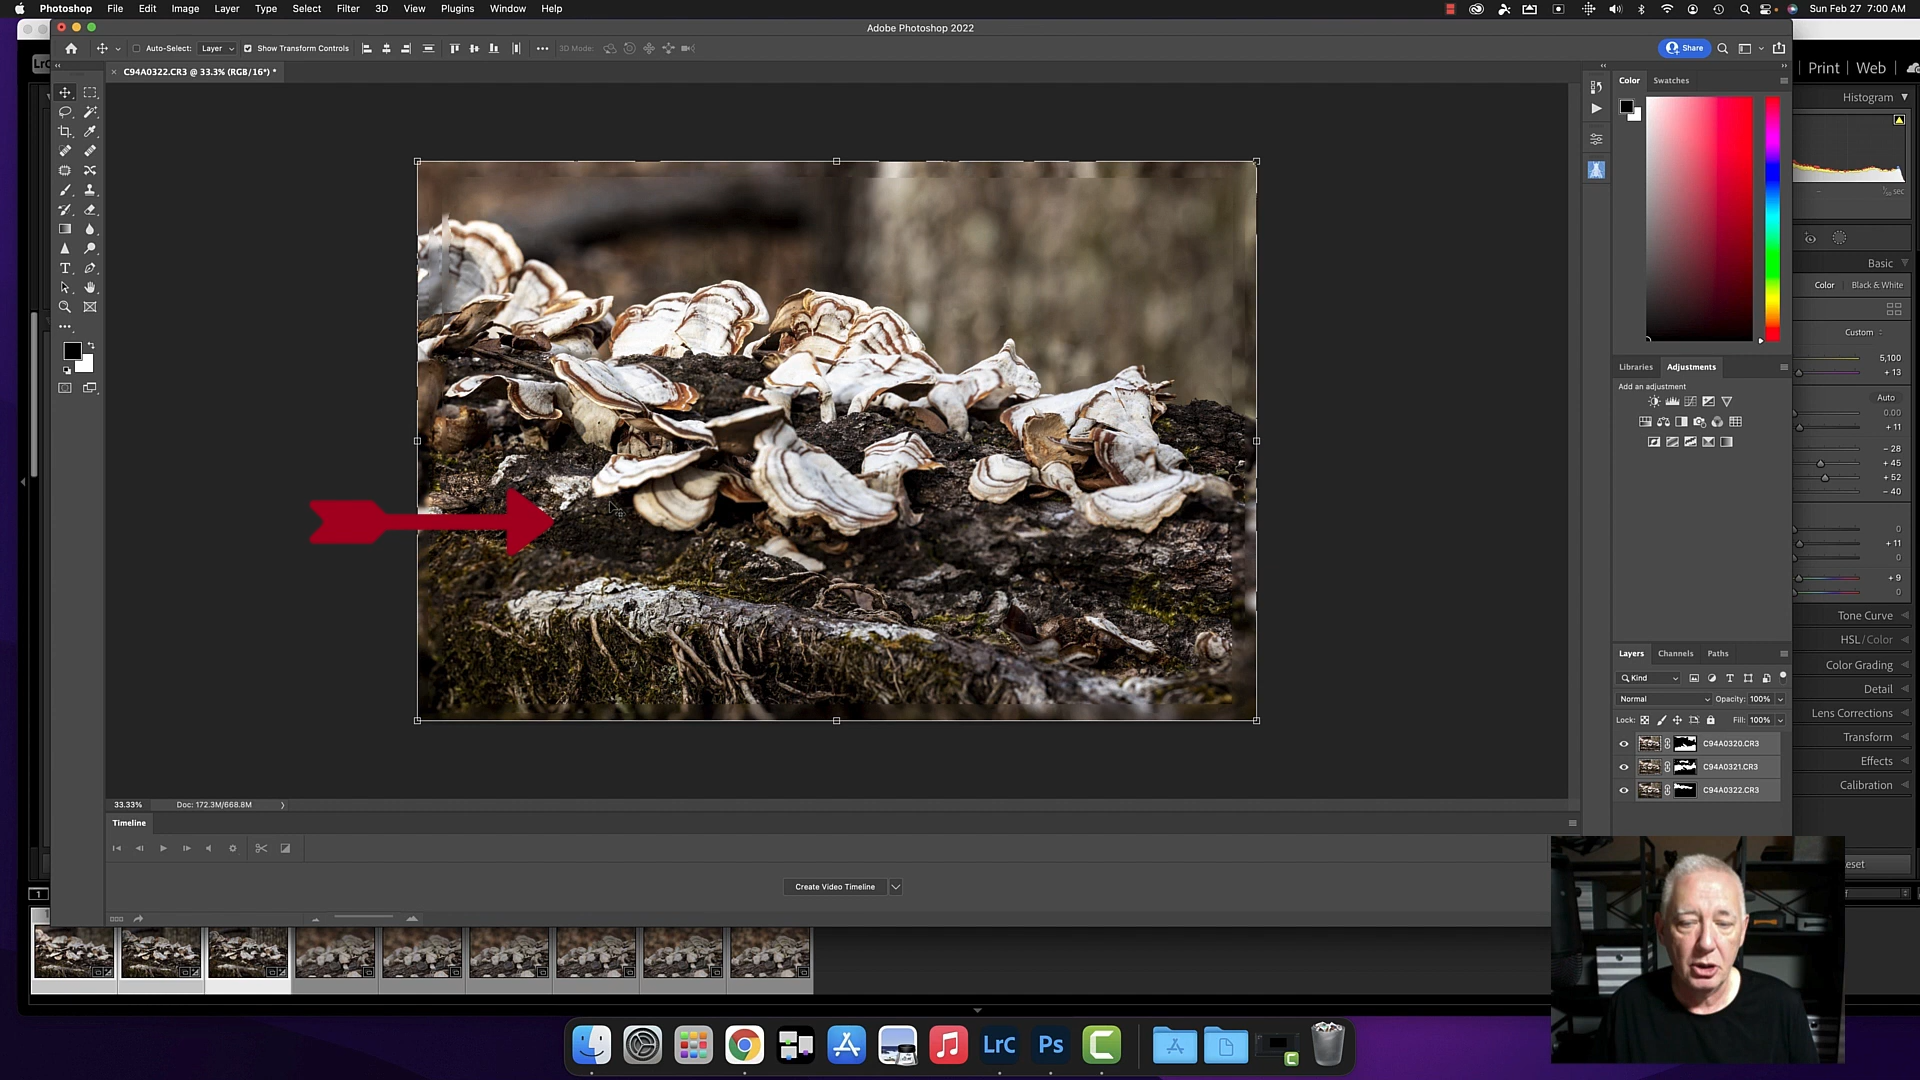 Photoshop File Edit Image Layer Type Select Filter 3D View Plugins Window Help
Sun Feb 27 7:00 AM
Adobe Photoshop 2022
Auto-Select: Layer Show Transform Controls
3D Mode:
Share
C94A0322.CR3 @ 33.3% (RGB/16*) *
LrC
Print Web
Color Swatches
Histogram
Basic
Color Black & White
Custom
5,100
+ 13
Libraries Adjustments
Add an adjustment
Auto
0.00
+ 11
- 28
+ 45
+ 52
- 40
0
+ 11
0
+ 9
0
Tone Curve
HSL/Color
Color Grading
Detail
Lens Corrections
Transform
Effects
Calibration
Layers Channels Paths
Kind
Normal Opacity: 100%
Lock: Fill: 100%
C94A0320.CR3
C94A0321.CR3
C94A0322.CR3
33.33% Doc: 172.3M/668.8M
Timeline
Create Video Timeline
1
LrC Ps